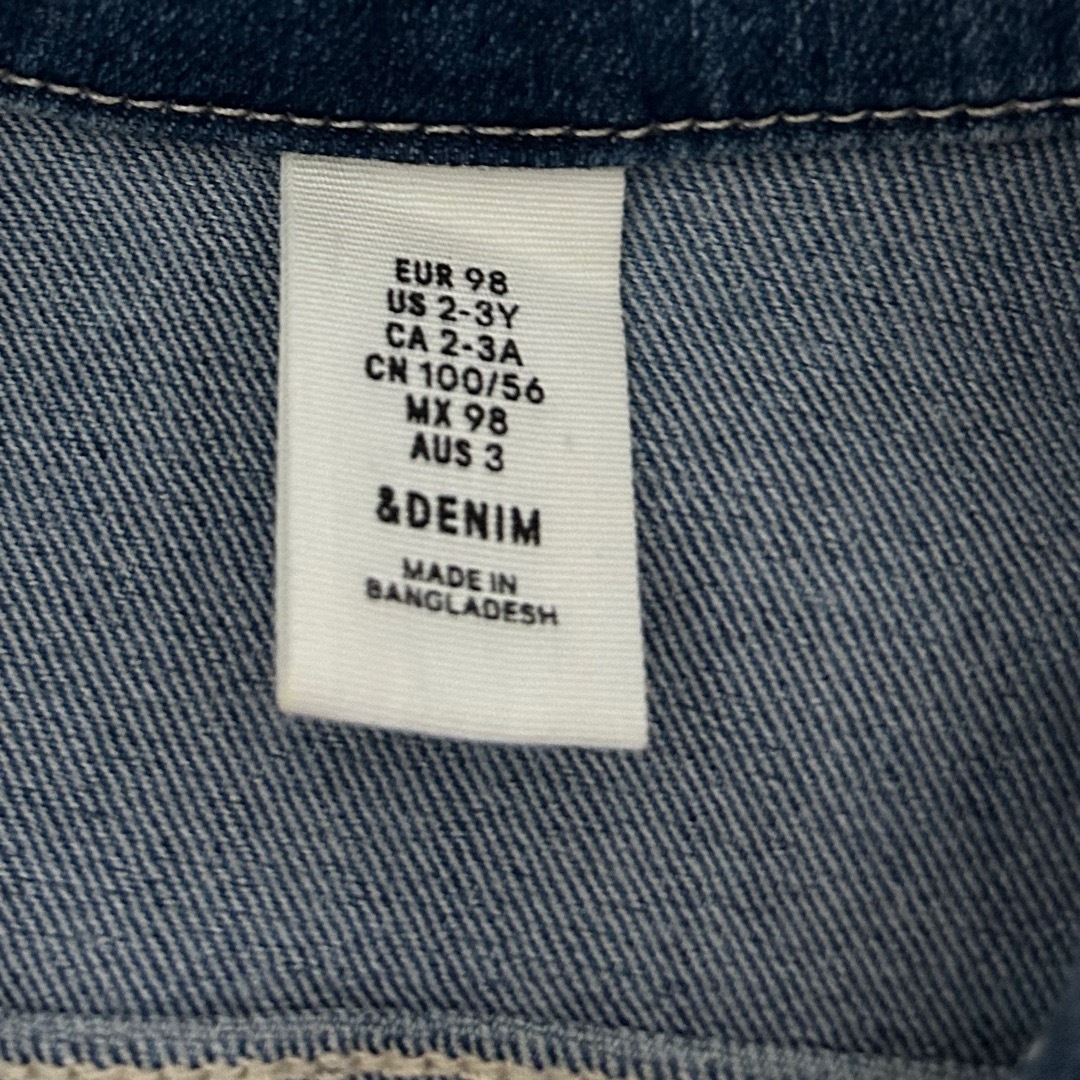 EUR 98
US 2-3Y
CA 2-3A
CN 100/56
MX 98
AUS 3
&DENIM
MADE IN
BANGLADESH